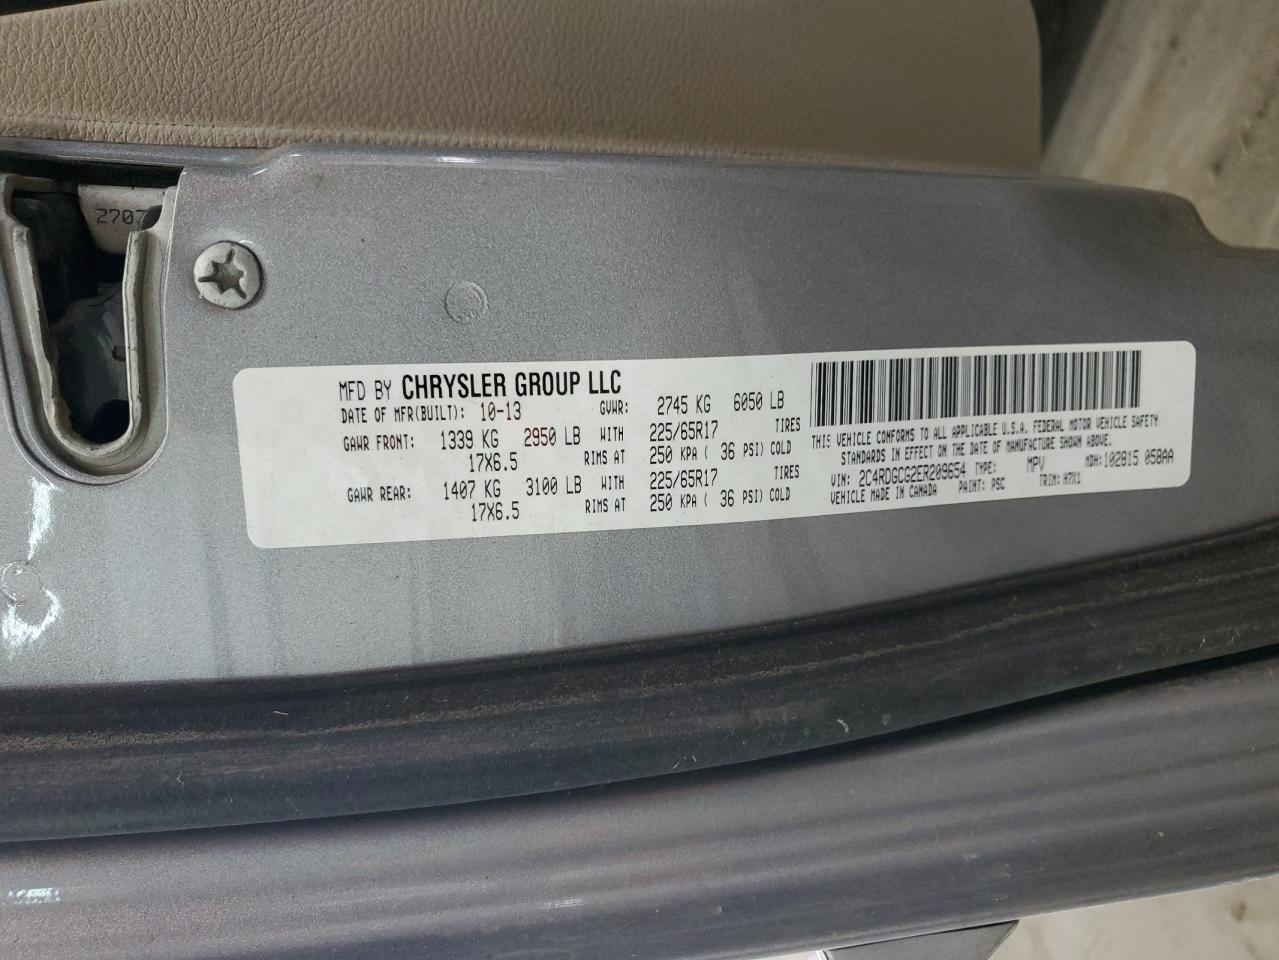 2707
MFD BY CHRYSLER GROUP LLC
DATE OF MFR(BUILT): 10-13 GVWR: 2745 KG 6050 LB
GAWR FRONT: 1339 KG 2950 LB WITH 225/65R17 TIRES
17X6.5 RIMS AT 250 KPA ( 36 PSI) COLD
GAWR REAR: 1407 KG 3100 LB WITH 225/65R17 TIRES
17X6.5 RIMS AT 250 KPA ( 36 PSI) COLD
THIS VEHICLE CONFORMS TO ALL APPLICABLE U.S.A. FEDERAL MOTOR VEHICLE SAFETY
STANDARDS IN EFFECT ON THE DATE OF MANUFACTURE SHOWN ABOVE.
VIN: 2C4RDGCG2ER209654 TYPE: MPV MDH: 102815 058AA
VEHICLE MADE IN CANADA PAINT: PSC TRIM: H7X1